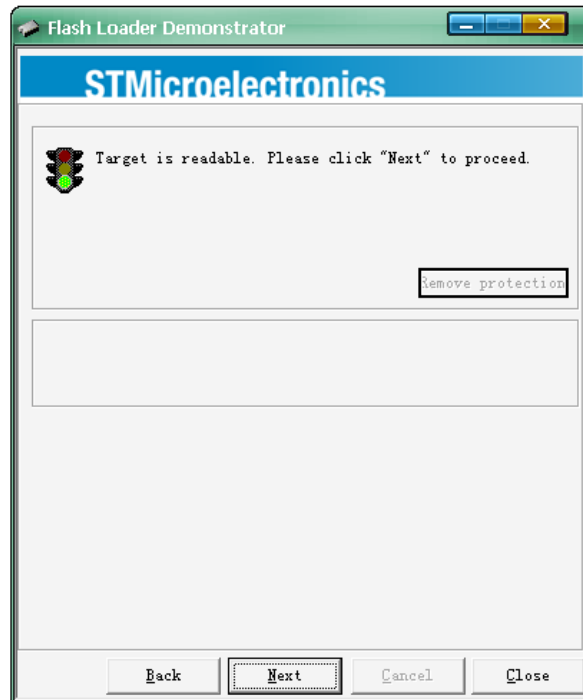 Flash Loader Demonstrator
STMicroelectronics
Target is readable. Please click "Next" to proceed.
Remove protection
Back
Next
Cancel
Close